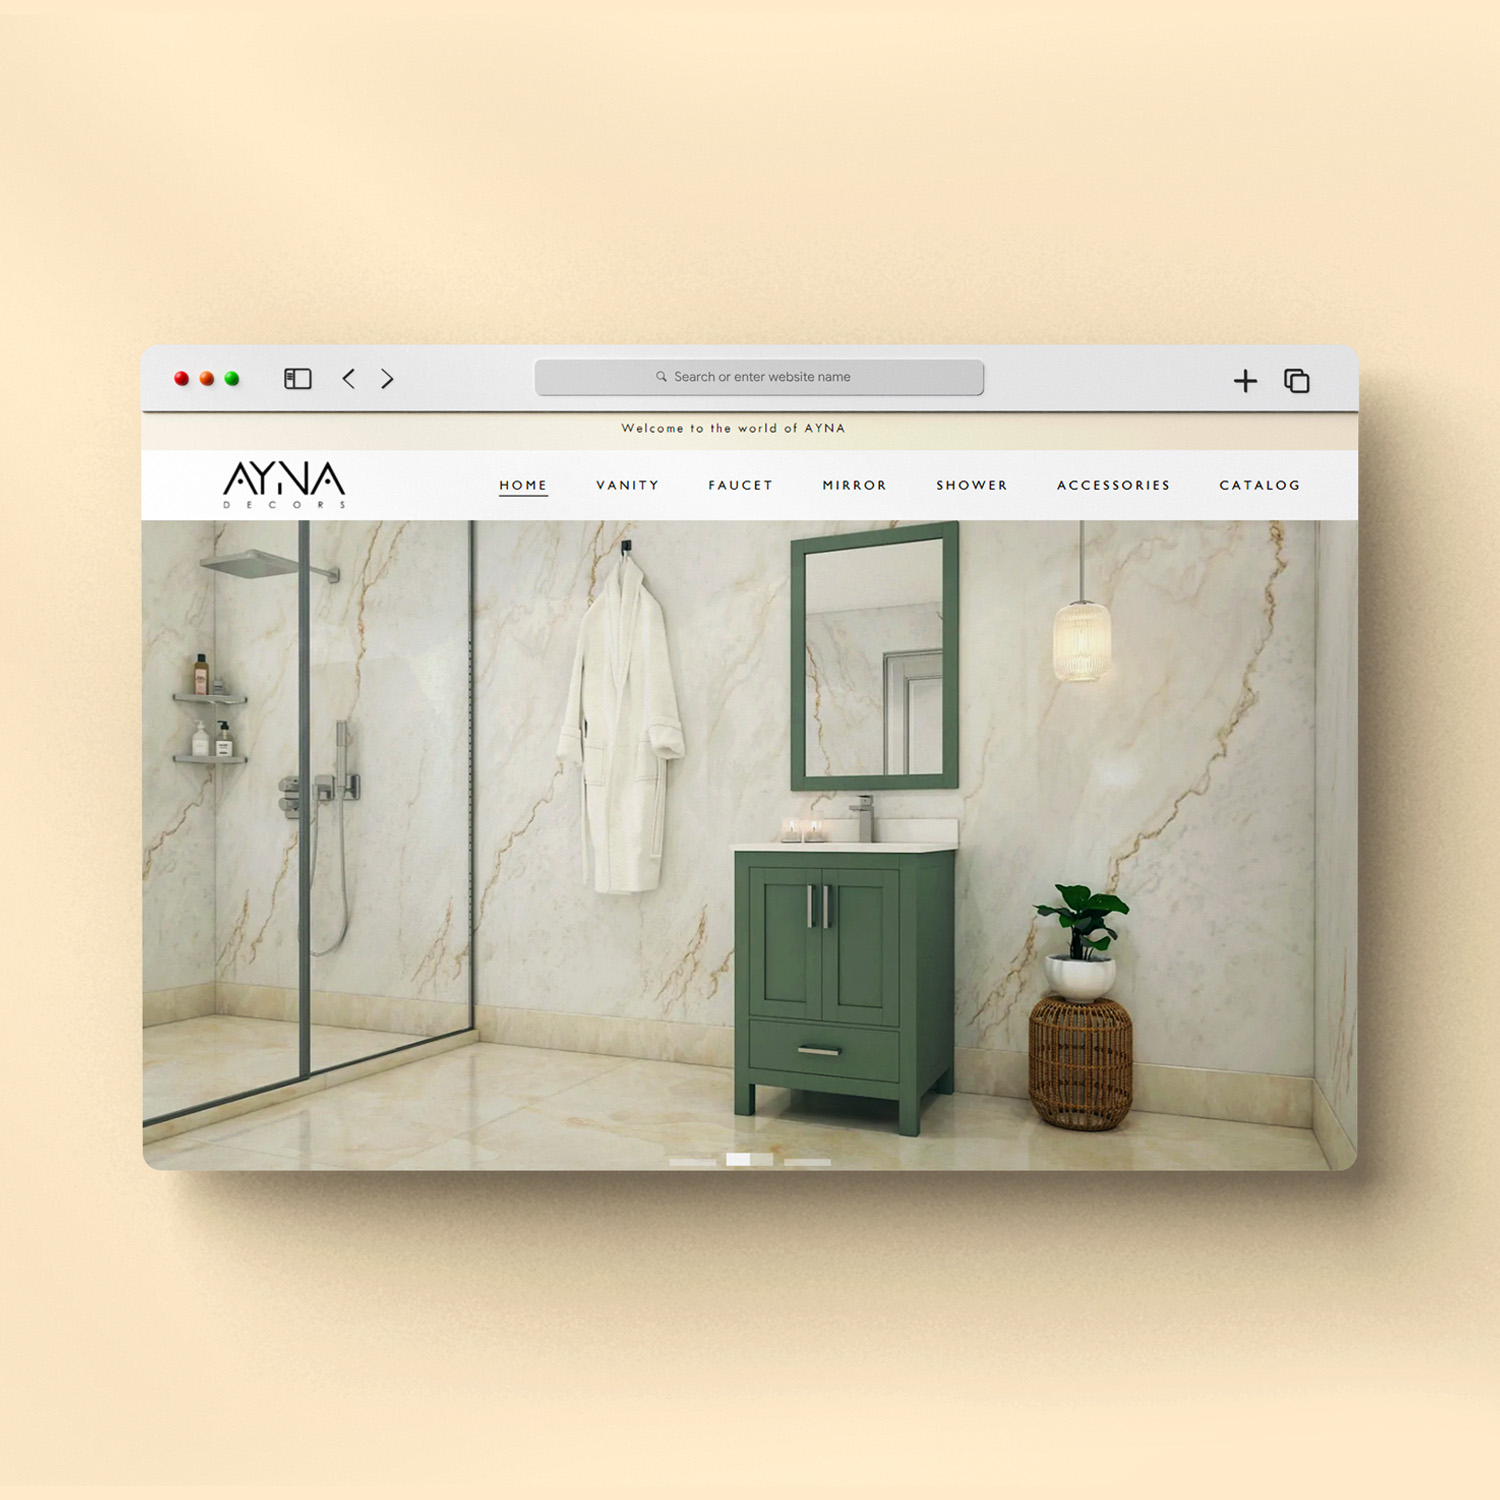 Search or enter website name
Welcome to the world of AYNA
AYNA
DECORS
HOME VANITY FAUCET MIRROR SHOWER ACCESSORIES CATALOG